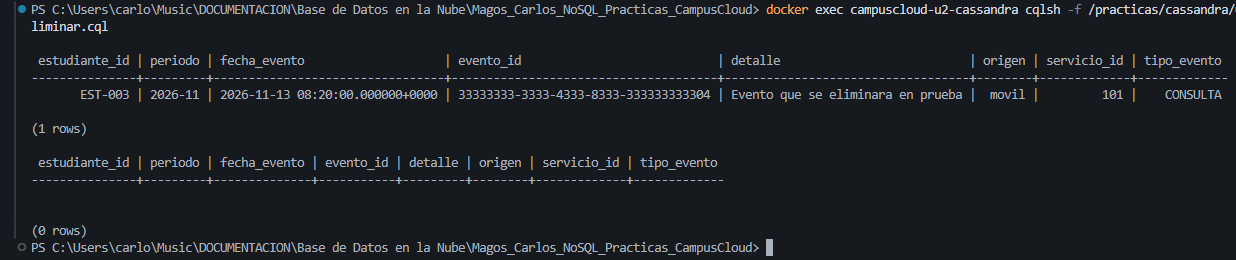 PS C:\Users\carlo\Music\DOCUMENTACION\Base de Datos en la Nube\Magos_Carlos_NoSQL_Practicas_CampusCloud> docker exec campuscloud-u2-cassandra cqlsh -f /practicas/cassandra/
liminar.cql
estudiante_id | periodo | fecha_evento | evento_id | detalle | origen | servicio_id | tipo_evento
---------------+---------+---------------------------------+--------------------------------------+----------------------------------+--------+-------------+-------------
EST-003 | 2026-11 | 2026-11-13 08:20:00.000000+0000 | 33333333-3333-4333-8333-333333333304 | Evento que se eliminara en prueba | movil | 101 | CONSULTA
(1 rows)
estudiante_id | periodo | fecha_evento | evento_id | detalle | origen | servicio_id | tipo_evento
---------------+---------+--------------+-----------+---------+--------+-------------+-------------
(0 rows)
PS C:\Users\carlo\Music\DOCUMENTACION\Base de Datos en la Nube\Magos_Carlos_NoSQL_Practicas_CampusCloud>